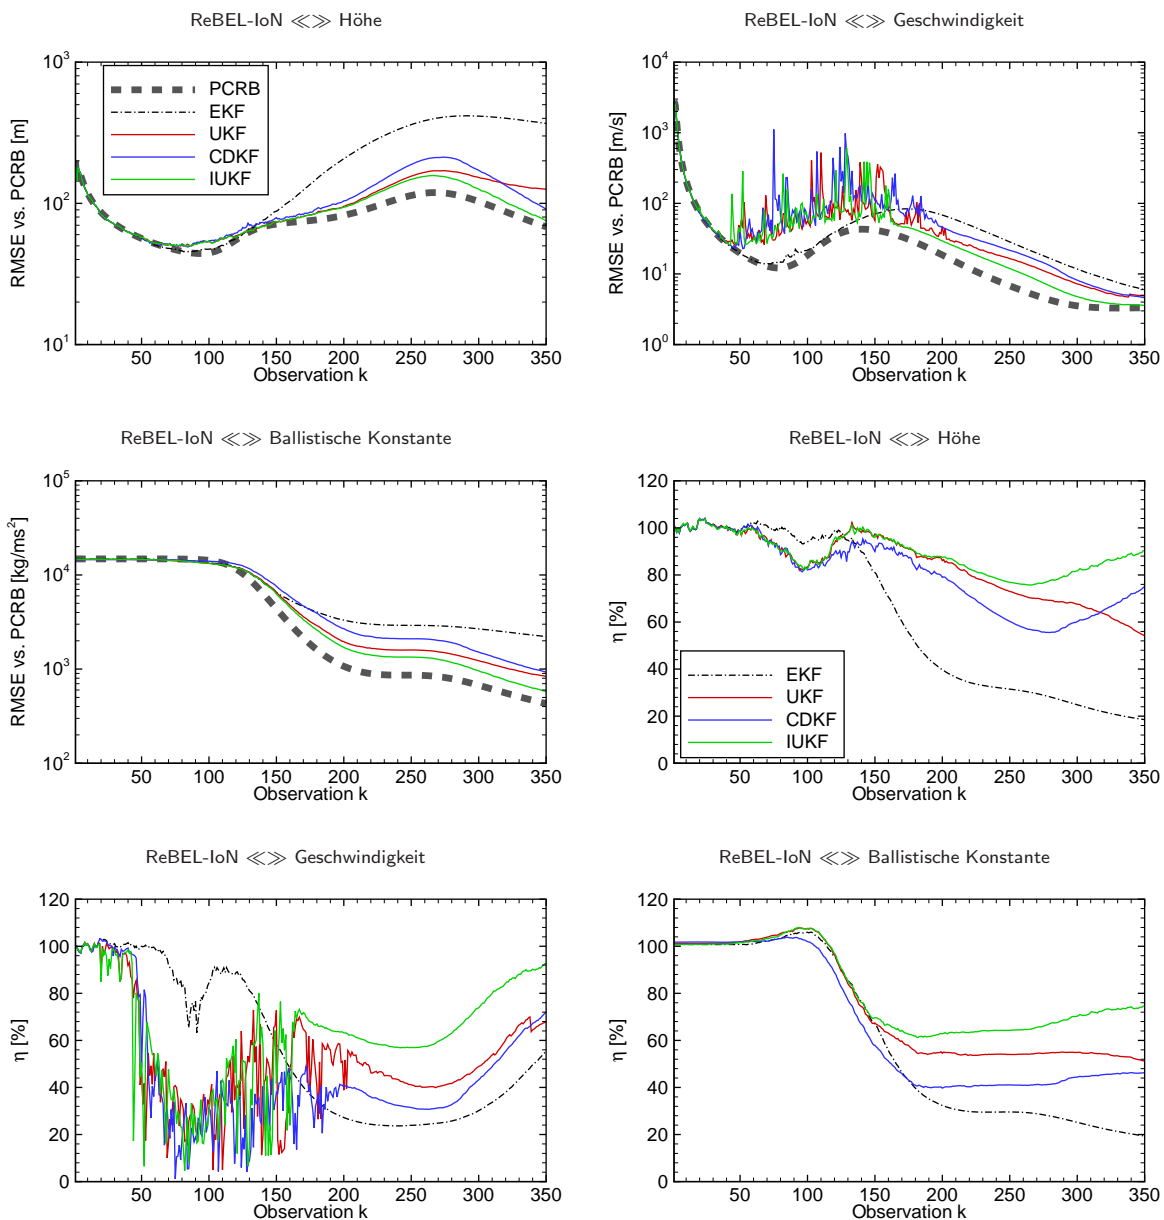 ReBEL-IoN ≪≫ Höhe
RMSE vs. PCRB [m]
10³
10²
10¹
PCRB
EKF
UKF
CDKF
IUKF
50 100 150 200 250 300 350
Observation k
ReBEL-IoN ≪≫ Geschwindigkeit
RMSE vs. PCRB [m/s]
10⁴
10³
10²
10¹
10⁰
50 100 150 200 250 300 350
Observation k
ReBEL-IoN ≪≫ Ballistische Konstante
RMSE vs. PCRB [kg/ms²]
10⁵
10⁴
10³
10²
50 100 150 200 250 300 350
Observation k
ReBEL-IoN ≪≫ Höhe
η [%]
120
100
80
60
40
20
0
EKF
UKF
CDKF
IUKF
50 100 150 200 250 300 350
Observation k
ReBEL-IoN ≪≫ Geschwindigkeit
η [%]
120
100
80
60
40
20
0
50 100 150 200 250 300 350
Observation k
ReBEL-IoN ≪≫ Ballistische Konstante
η [%]
120
100
80
60
40
20
0
50 100 150 200 250 300 350
Observation k